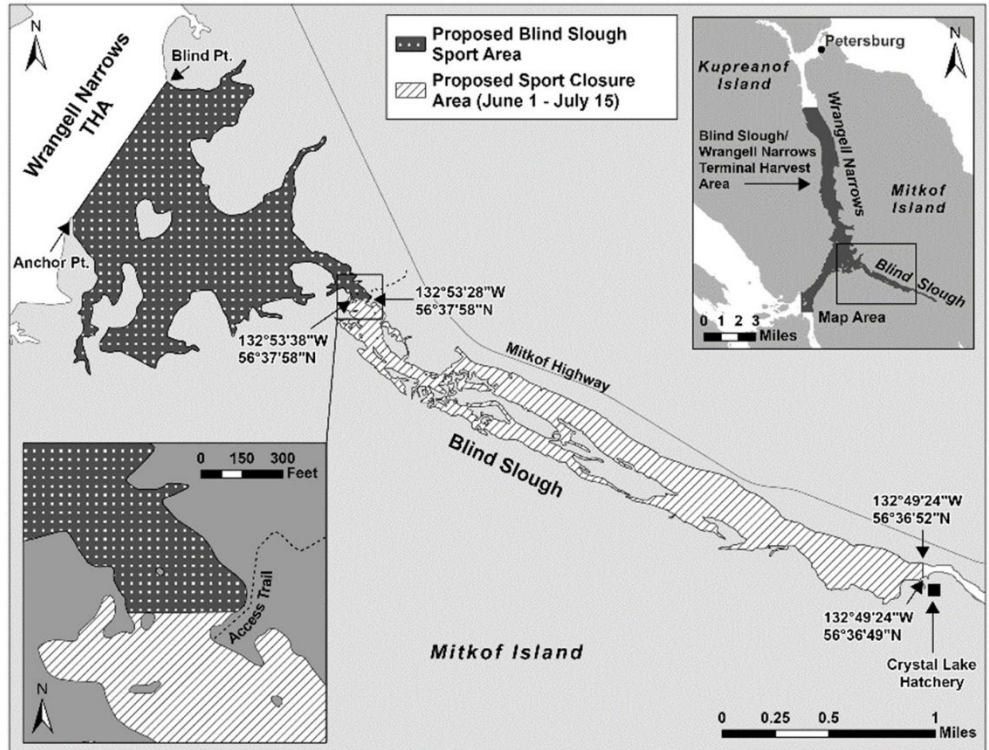 N
Blind Pt.
Wrangell Narrows
THA
Anchor Pt.
Proposed Blind Slough
Sport Area
Proposed Sport Closure
Area (June 1 - July 15)
N
Petersburg
Kupreanof
Island
Wrangell Narrows
Blind Slough/
Wrangell Narrows
Terminal Harvest
Area
Mitkof
Island
Blind Slough
0 1 2 3
Miles
Map Area
132°53'28"W
56°37'58"N
132°53'38"W
56°37'58"N
Mitkof Highway
Blind Slough
0 150 300
Feet
Access Trail
N
132°49'24"W
56°36'52"N
132°49'24"W
56°36'49"N
Crystal Lake
Hatchery
Mitkof Island
0 0.25 0.5 1
Miles